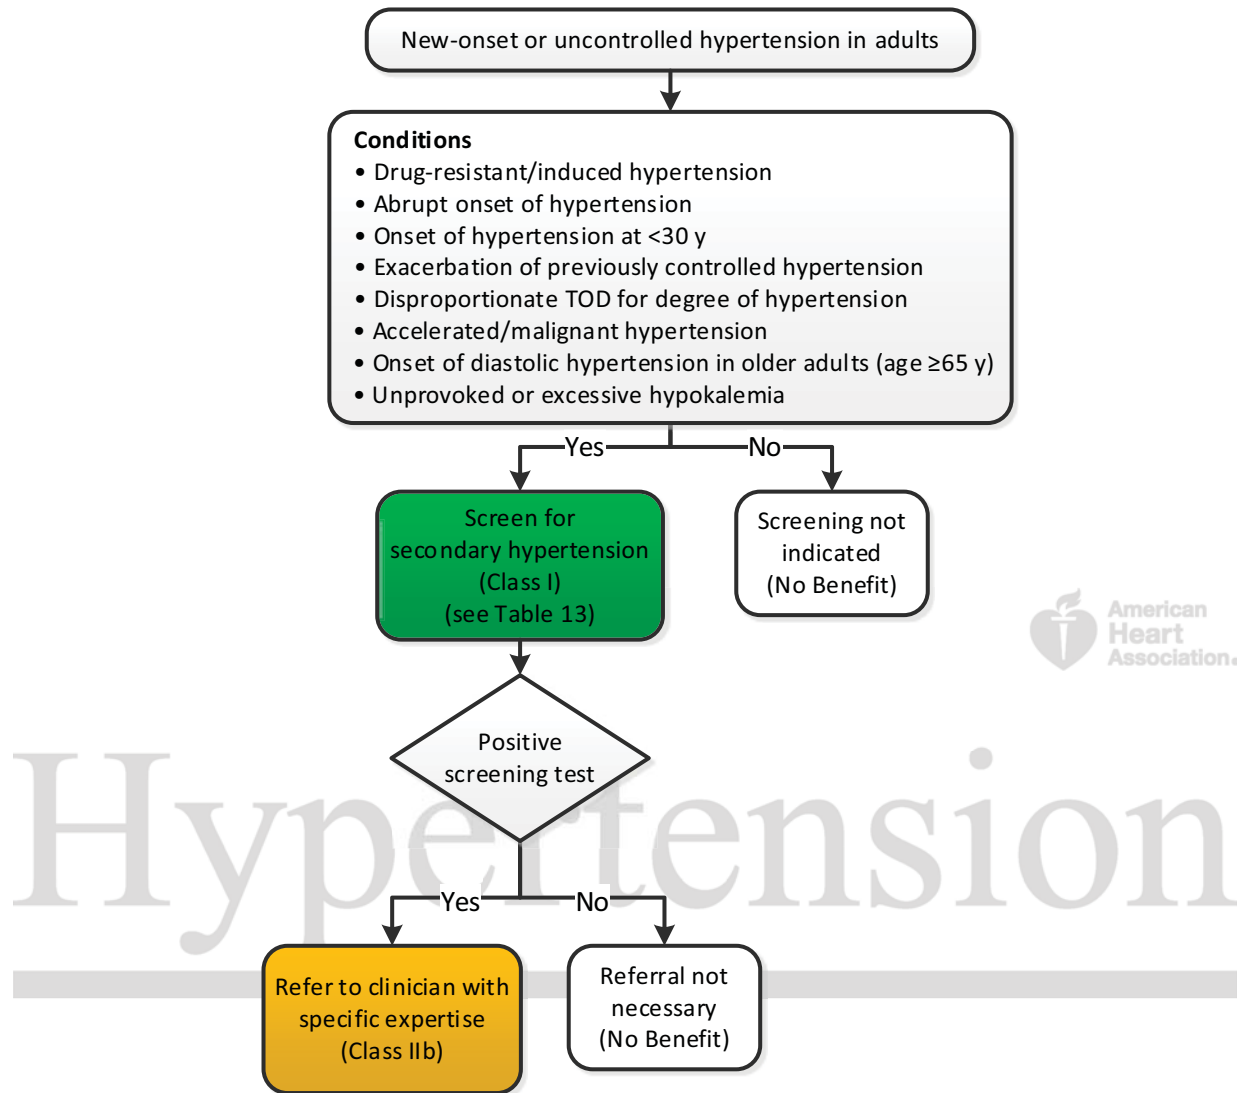 New-onset or uncontrolled hypertension in adults
Conditions
• Drug-resistant/induced hypertension
• Abrupt onset of hypertension
• Onset of hypertension at <30 y
• Exacerbation of previously controlled hypertension
• Disproportionate TOD for degree of hypertension
• Accelerated/malignant hypertension
• Onset of diastolic hypertension in older adults (age ≥65 y)
• Unprovoked or excessive hypokalemia
Yes
No
Screen for
secondary hypertension
(Class I)
(see Table 13)
Screening not
indicated
(No Benefit)
American
Heart
Association.
Positive
screening test
Hypertension
Yes
No
Refer to clinician with
specific expertise
(Class IIb)
Referral not
necessary
(No Benefit)